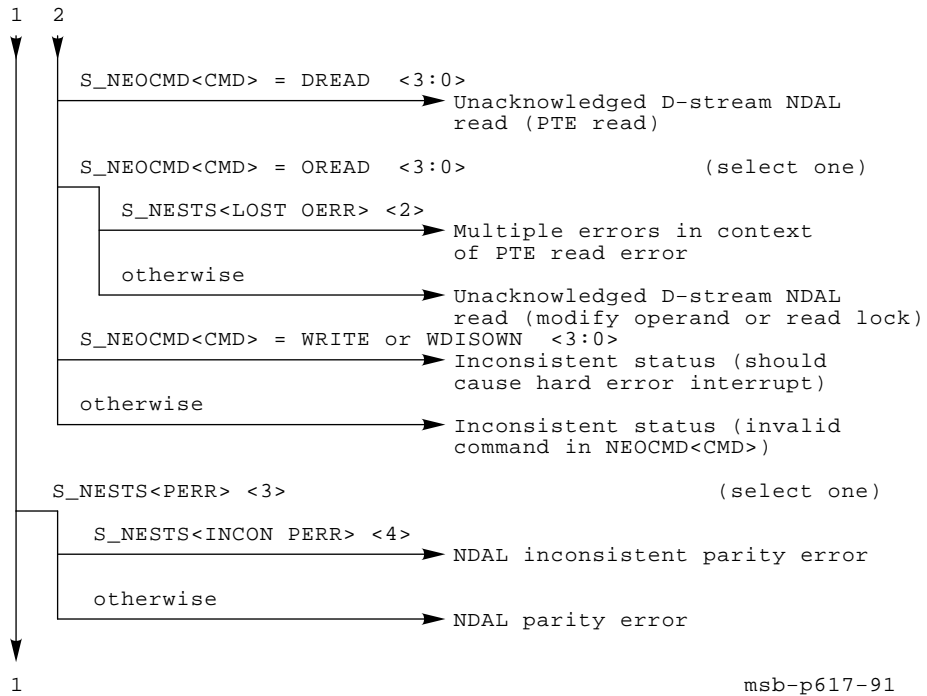 1 2
S_NEOCMD<CMD> = DREAD <3:0>
Unacknowledged D-stream NDAL
read (PTE read)
S_NEOCMD<CMD> = OREAD <3:0> (select one)
S_NESTS<LOST OERR> <2>
Multiple errors in context
of PTE read error
otherwise
Unacknowledged D-stream NDAL
read (modify operand or read lock)
S_NEOCMD<CMD> = WRITE or WDISOWN <3:0>
Inconsistent status (should
cause hard error interrupt)
otherwise
Inconsistent status (invalid
command in NEOCMD<CMD>)
S_NESTS<PERR> <3> (select one)
S_NESTS<INCON PERR> <4>
NDAL inconsistent parity error
otherwise
NDAL parity error
1 msb-p617-91